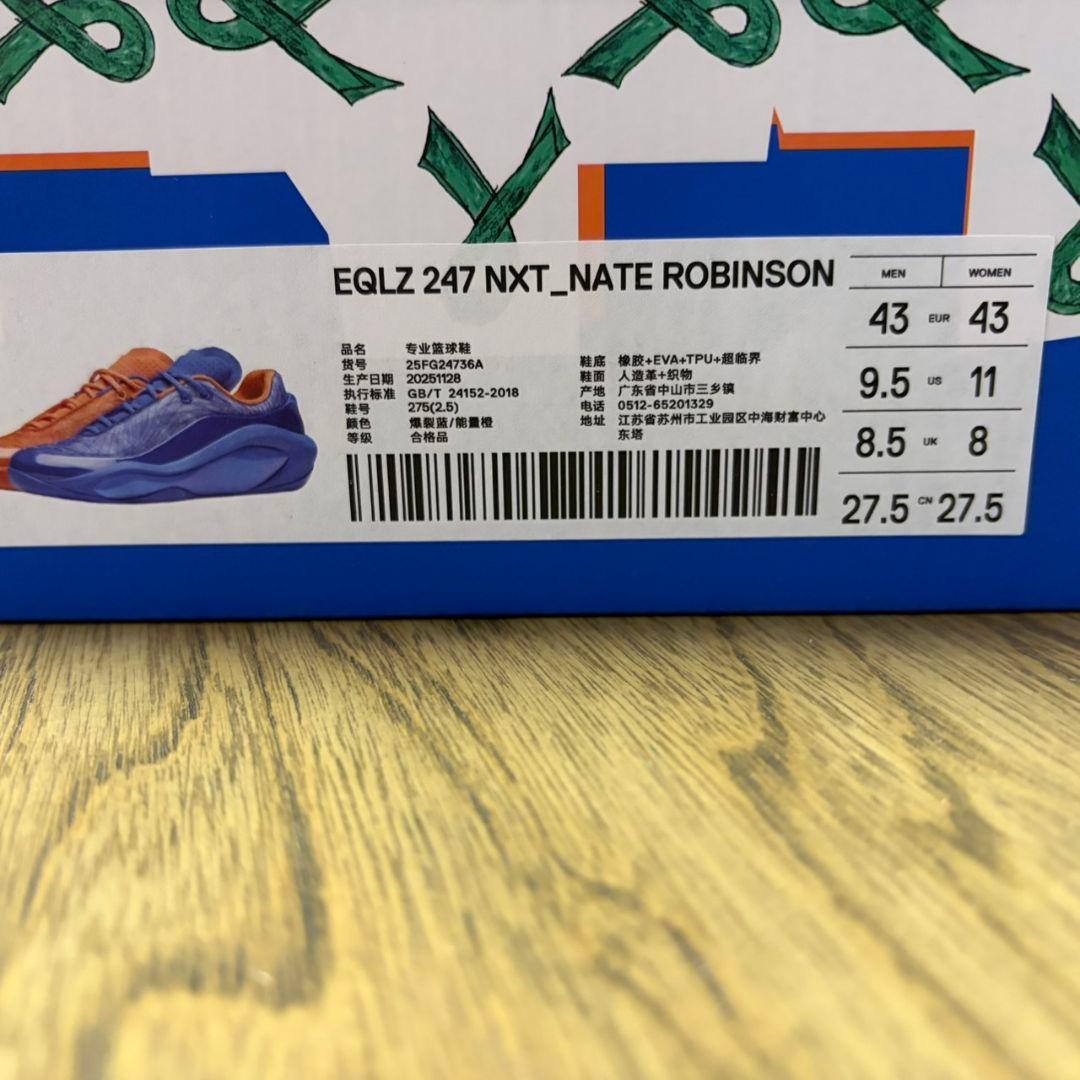 EQLZ 247 NXT_NATE ROBINSON
品名 专业篮球鞋
货号 25FG24736A
生产日期 20251128
执行标准 GB/T 24152-2018
鞋号 275(2.5)
颜色 爆裂蓝/能量橙
等级 合格品
鞋底 橡胶+EVA+TPU+超临界
鞋面 人造革+织物
产地 广东省中山市三乡镇
电话 0512-65201329
地址 江苏省苏州市工业园区中海财富中心
东塔
MEN WOMEN
43 EUR 43
9.5 US 11
8.5 UK 8
27.5 CN 27.5